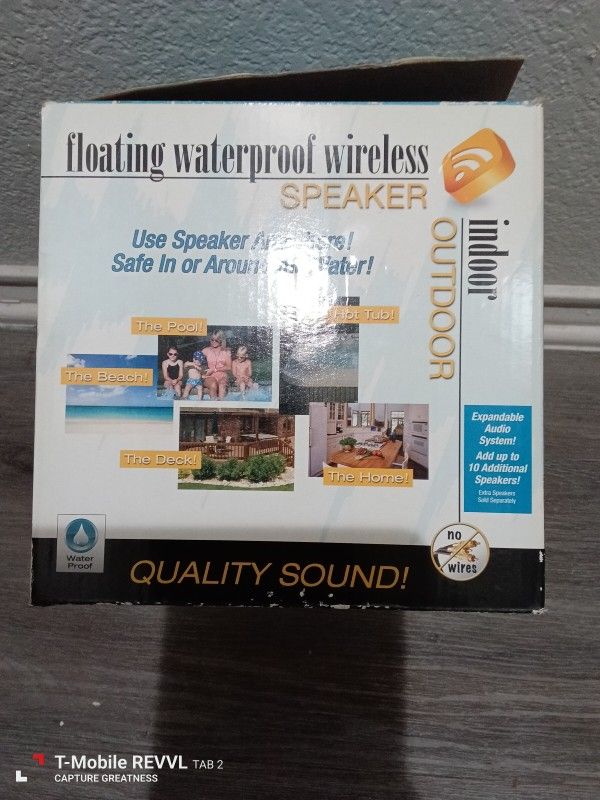 floating waterproof wireless
SPEAKER
indoor
OUTDOOR
Use Speaker
Safe In or Around Water!
The Pool!
Hot Tub!
The Beach!
The Deck!
The Home!
Expandable
Audio
System!
Add up to
10 Additional
Speakers!
Extra Speakers
Sold Separately
Water
Proof
no
wires
QUALITY SOUND!
T-Mobile REVVL TAB 2
CAPTURE GREATNESS